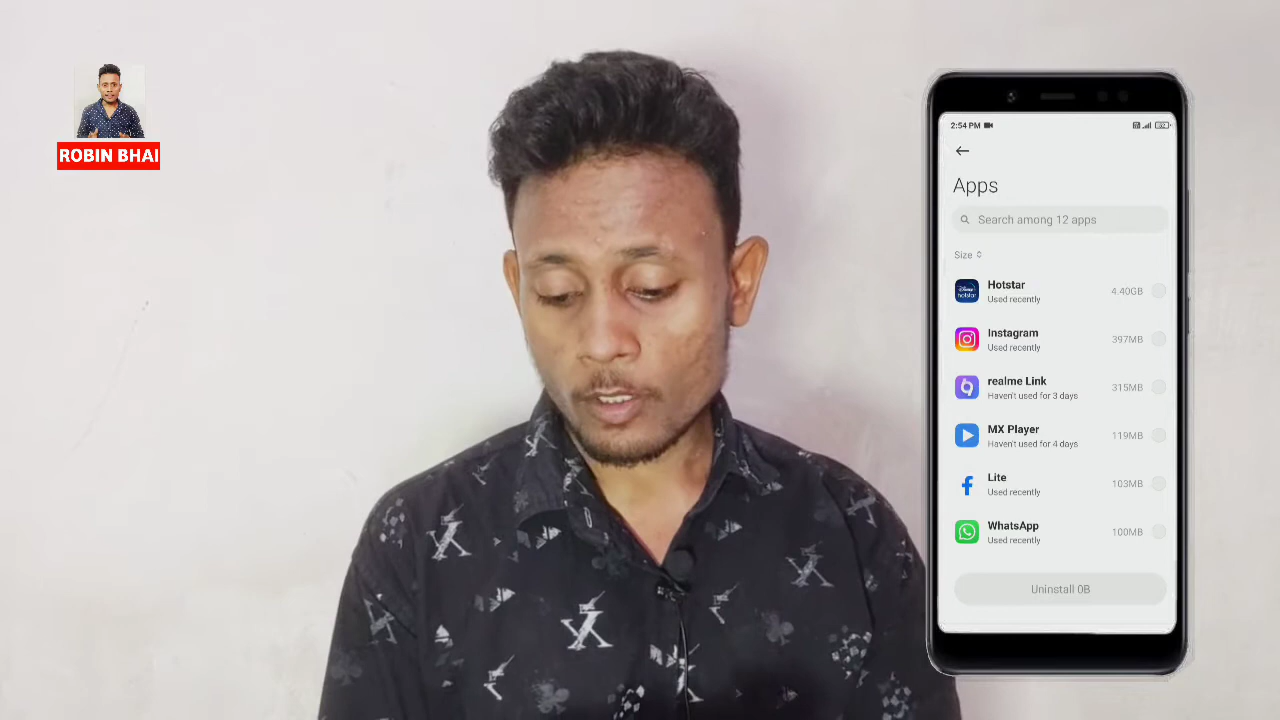 ROBIN BHAI
2:54 PM
Apps
Search among 12 apps
Size
Hotstar
Used recently
4.40GB
Instagram
Used recently
397MB
realme Link
Haven't used for 3 days
315MB
MX Player
Haven't used for 4 days
119MB
Lite
Used recently
103MB
WhatsApp
Used recently
100MB
Uninstall 0B